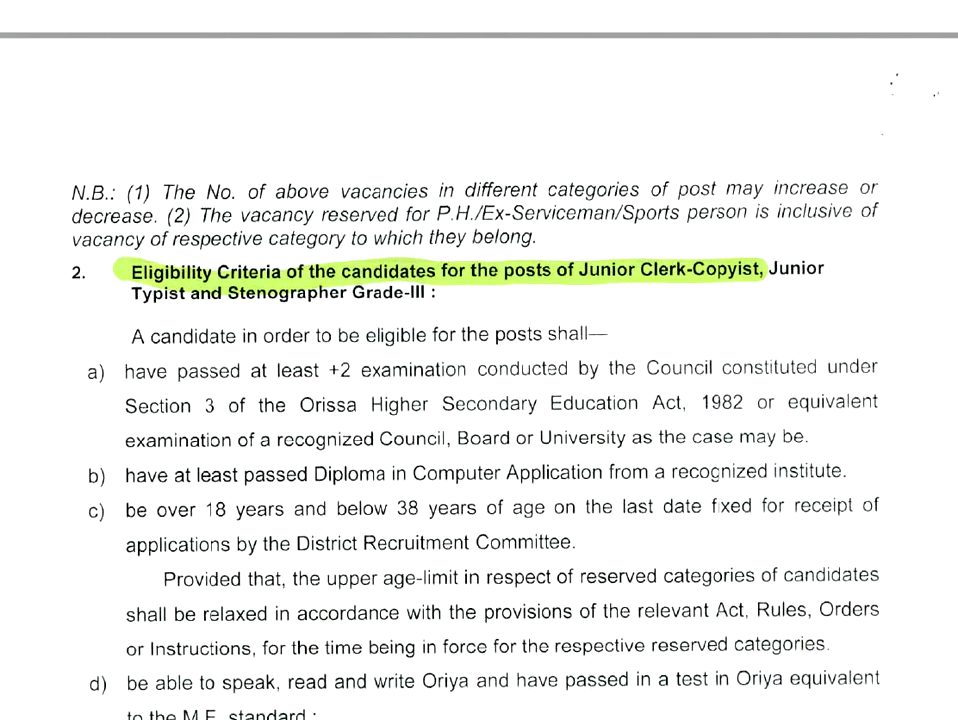 N.B.: (1) The No. of above vacancies in different categories of post may increase or
decrease. (2) The vacancy reserved for P.H./Ex-Serviceman/Sports person is inclusive of
vacancy of respective category to which they belong.
2. Eligibility Criteria of the candidates for the posts of Junior Clerk-Copyist, Junior
Typist and Stenographer Grade-III :
A candidate in order to be eligible for the posts shall—
a) have passed at least +2 examination conducted by the Council constituted under
Section 3 of the Orissa Higher Secondary Education Act, 1982 or equivalent
examination of a recognized Council, Board or University as the case may be.
b) have at least passed Diploma in Computer Application from a recognized institute.
c) be over 18 years and below 38 years of age on the last date fixed for receipt of
applications by the District Recruitment Committee.
Provided that, the upper age-limit in respect of reserved categories of candidates
shall be relaxed in accordance with the provisions of the relevant Act, Rules, Orders
or Instructions, for the time being in force for the respective reserved categories.
d) be able to speak, read and write Oriya and have passed in a test in Oriya equivalent
to the M.E. standard :